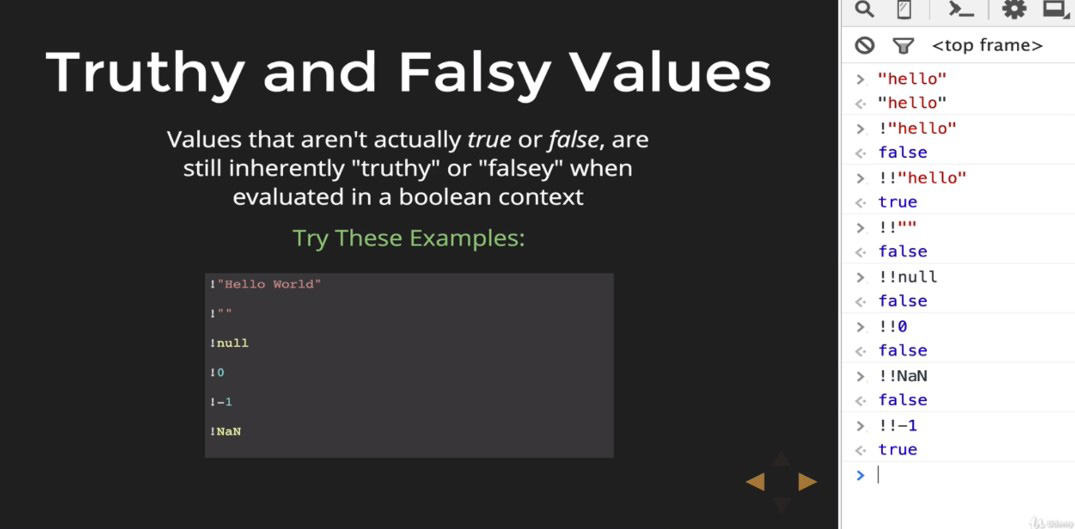 Truthy and Falsy Values
Values that aren't actually true or false, are
still inherently "truthy" or "falsey" when
evaluated in a boolean context
Try These Examples:
!"Hello World"
!""
!null
!0
!-1
!NaN
<top frame>
> "hello"
<· "hello"
> !"hello"
<· false
> !!"hello"
<· true
> !!""
<· false
> !!null
<· false
> !!0
<· false
> !!NaN
<· false
> !!-1
<· true
>
Udemy